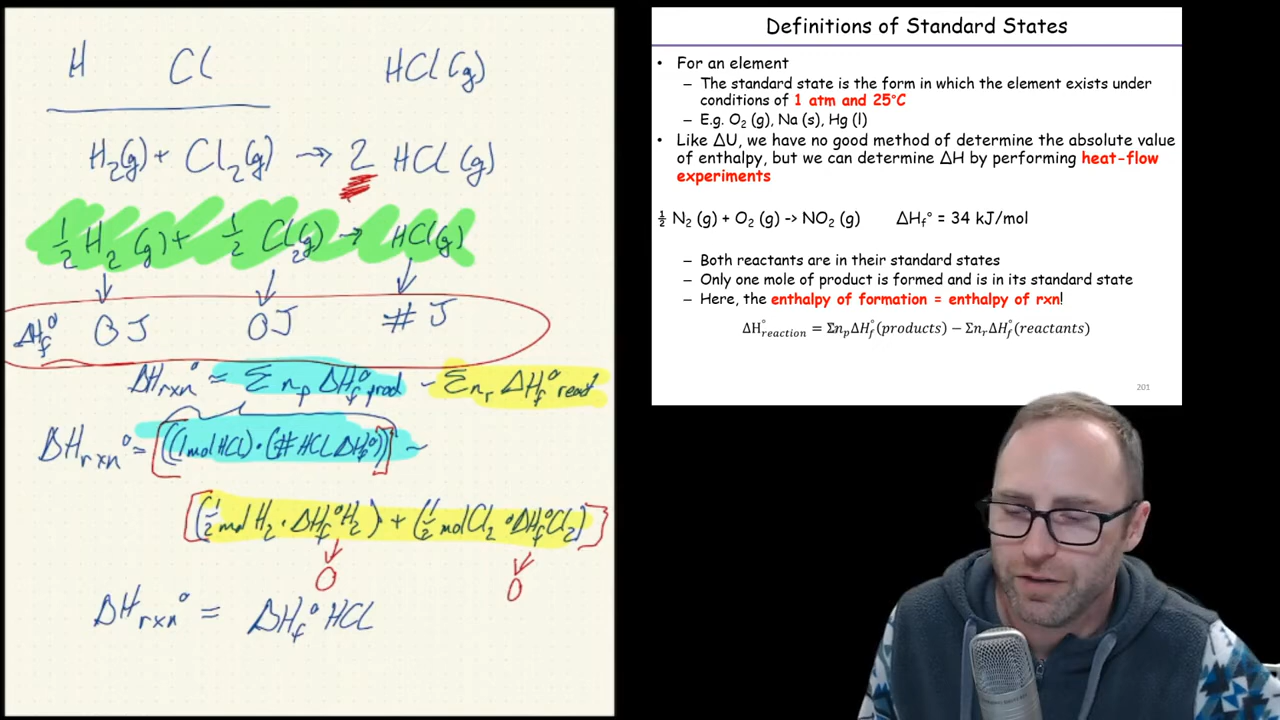 H Cl HCl(g)
H₂(g) + Cl₂(g) → 2 HCl(g)
½ H₂(g) + ½ Cl₂(g) → HCl(g)
ΔHf° 0 J 0 J # J
ΔHrxn° = Σ np ΔHf° prod − Σ nr ΔHf° react
ΔHrxn° = [((1 mol HCl)·(# HCl ΔHf°))] −
[(½ mol H₂ · ΔHf° H₂) + (½ mol Cl₂ · ΔHf° Cl₂)]
0 0
ΔHrxn° = ΔHf° HCl
Definitions of Standard States
• For an element
– The standard state is the form in which the element exists under
conditions of 1 atm and 25°C
– E.g. O₂ (g), Na (s), Hg (l)
• Like ΔU, we have no good method of determine the absolute value
of enthalpy, but we can determine ΔH by performing heat-flow
experiments
½ N₂ (g) + O₂ (g) -> NO₂ (g) ΔHf° = 34 kJ/mol
– Both reactants are in their standard states
– Only one mole of product is formed and is in its standard state
– Here, the enthalpy of formation = enthalpy of rxn!
ΔH°reaction = Σnp ΔHf°(products) − Σnr ΔHf°(reactants)
201